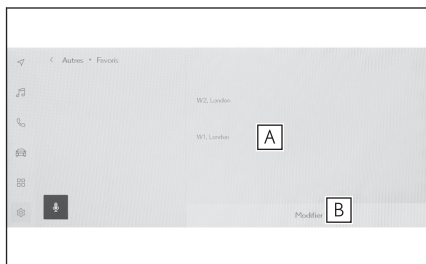 < Autres • Favoris
W2, London
W1, London
A
Modifier
B